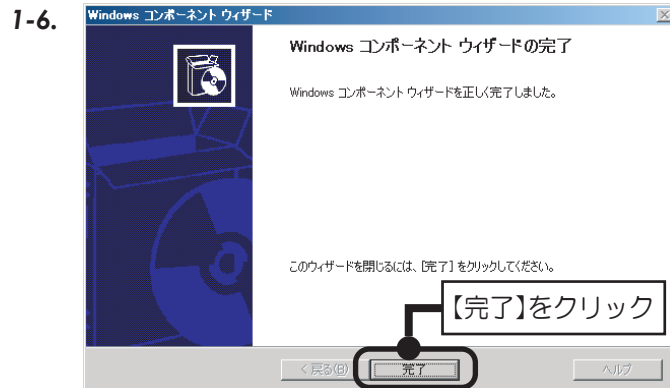 1-6.
Windows コンポーネント ウィザード
Windows コンポーネント ウィザードの完了
Windows コンポーネント ウィザードを正しく完了しました。
このウィザードを閉じるには、[完了] をクリックしてください。
【完了】をクリック
< 戻る(B)
完了
ヘルプ